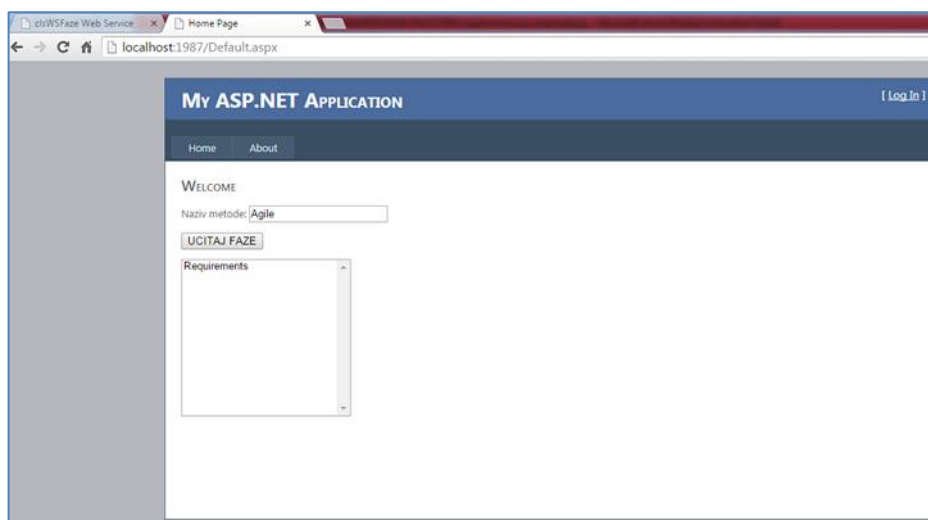 clsWSFaze Web Service
Home Page
localhost:1987/Default.aspx
MY ASP.NET APPLICATION
[ Log In ]
Home
About
WELCOME
Naziv metode: Agile
UCITAJ FAZE
Requirements